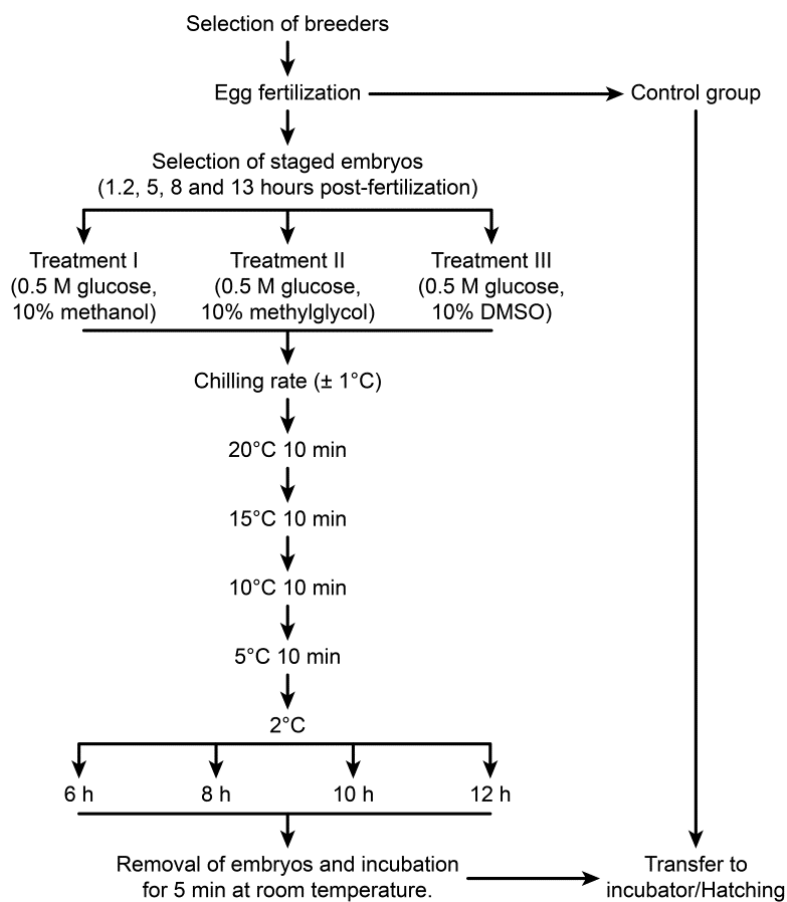 Selection of breeders
Egg fertilization
Control group
Selection of staged embryos
(1.2, 5, 8 and 13 hours post-fertilization)
Treatment I
(0.5 M glucose,
10% methanol)
Treatment II
(0.5 M glucose,
10% methylglycol)
Treatment III
(0.5 M glucose,
10% DMSO)
Chilling rate (± 1°C)
20°C 10 min
15°C 10 min
10°C 10 min
5°C 10 min
2°C
6 h
8 h
10 h
12 h
Removal of embryos and incubation
for 5 min at room temperature.
Transfer to
incubator/Hatching